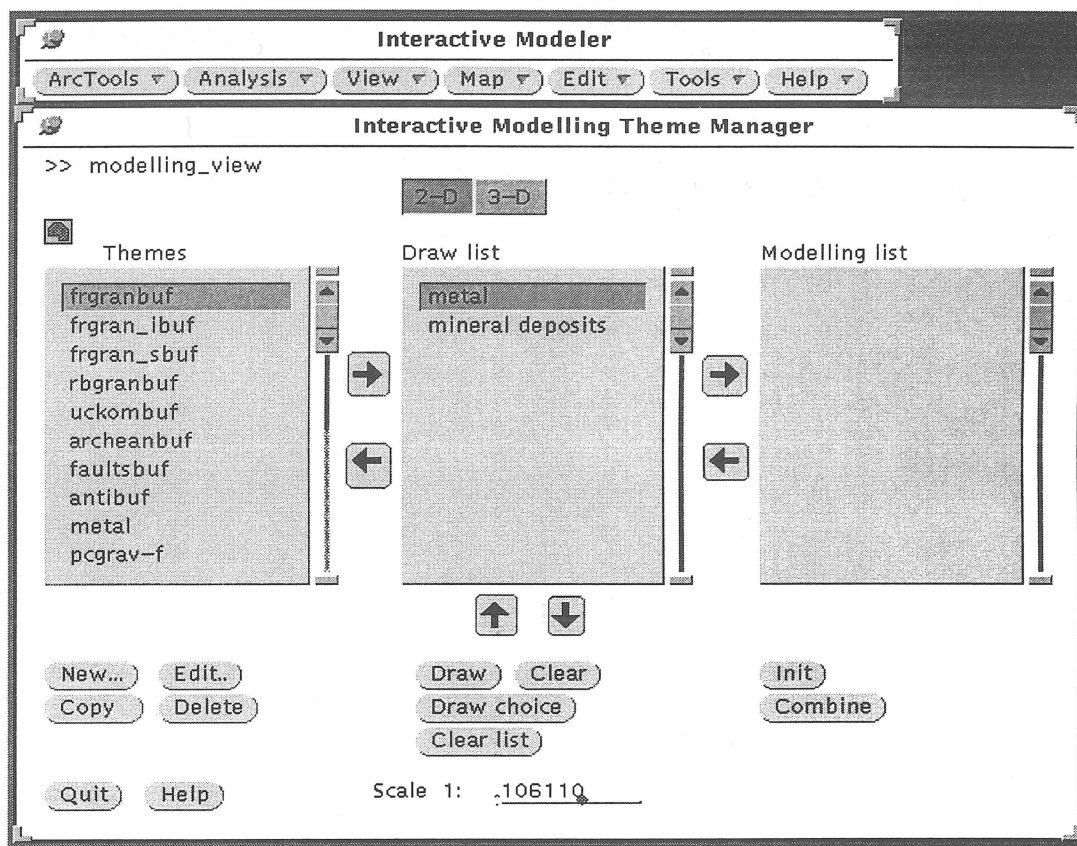 Interactive Modeler
ArcTools Analysis View Map Edit Tools Help
Interactive Modelling Theme Manager
>> modelling_view
2-D 3-D
Themes
frgranbuf
frgran_ibuf
frgran_sbuf
rbgranbuf
uckombuf
archeanbuf
faultsbuf
antibuf
metal
pcgrav-f
Draw list
metal
mineral deposits
Modelling list
New... Edit..
Copy Delete
Draw Clear
Draw choice
Clear list
Init
Combine
Quit Help
Scale 1: 106110